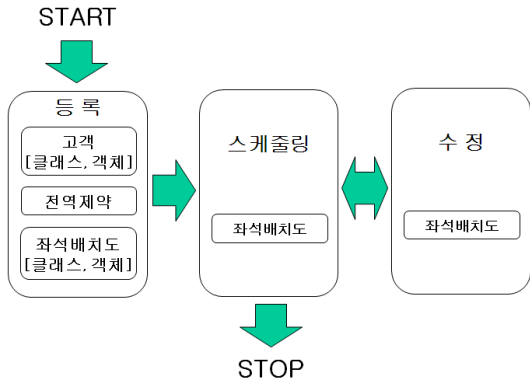 START
등 록
고객
[클래스, 객체]
전역제약
좌석배치도
[클래스, 객체]
스케줄링
좌석배치도
수 정
좌석배치도
STOP